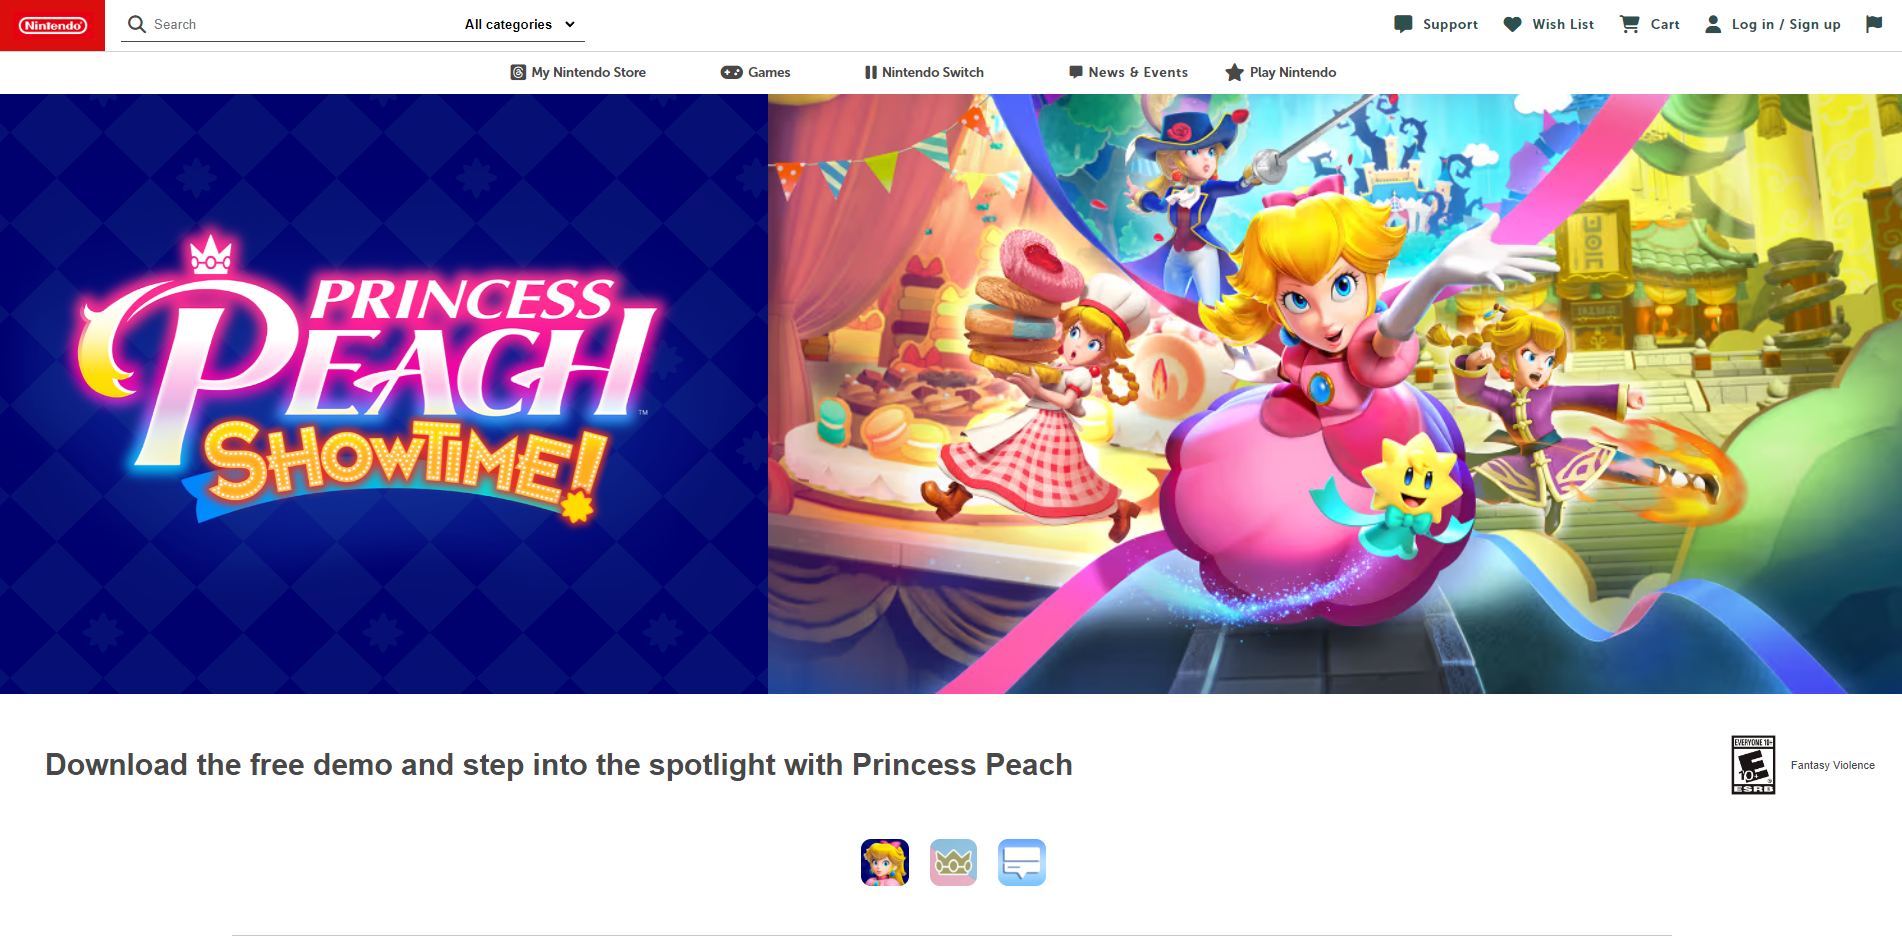 Nintendo
Search
All categories
Support
Wish List
Cart
Log in / Sign up
My Nintendo Store
Games
Nintendo Switch
News & Events
Play Nintendo
PRINCESS
PEACH
™
SHOWTIME!
Download the free demo and step into the spotlight with Princess Peach
EVERYONE 10+
E
10+
®
ESRB
Fantasy Violence